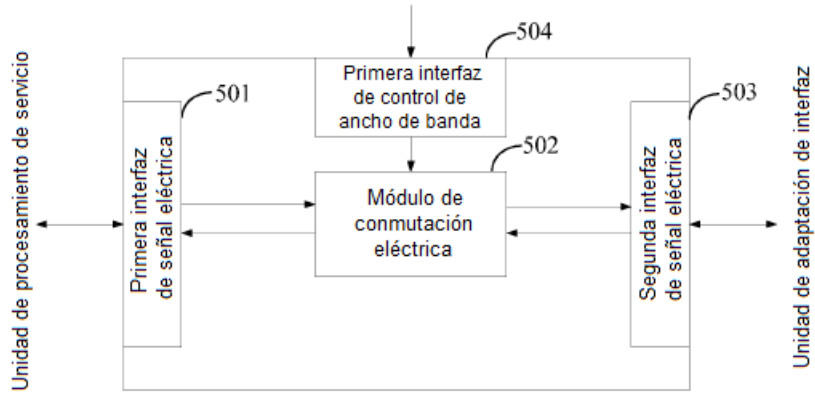 504
Primera interfaz
de control de
ancho de banda
Unidad de procesamiento de servicio
501
Primera interfaz
de señal eléctrica
502
Módulo de
conmutación
eléctrica
503
Segunda interfaz
de señal eléctrica
Unidad de adaptación de interfaz